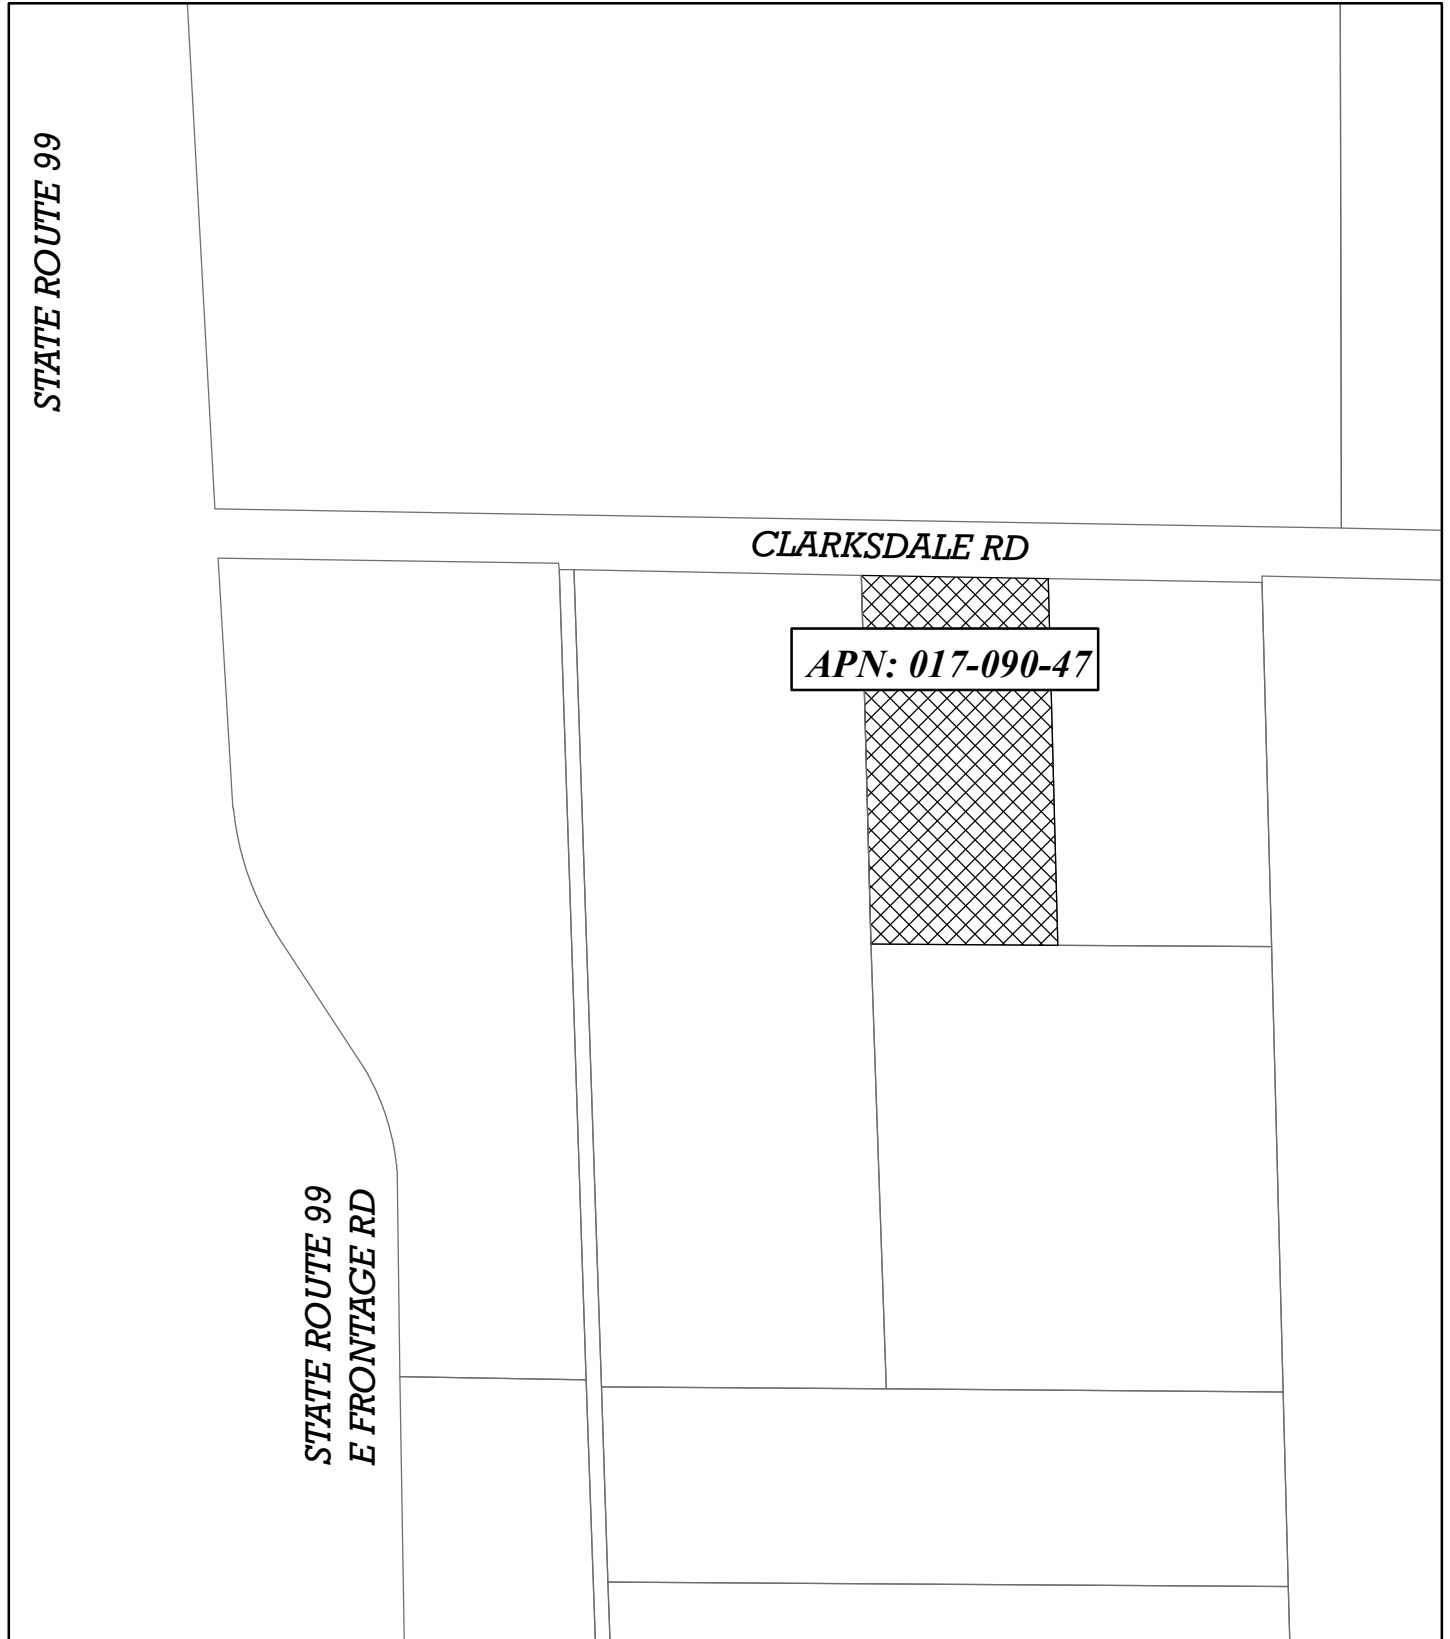 STATE ROUTE 99
CLARKSDALE RD
APN: 017-090-47
STATE ROUTE 99
E FRONTAGE RD